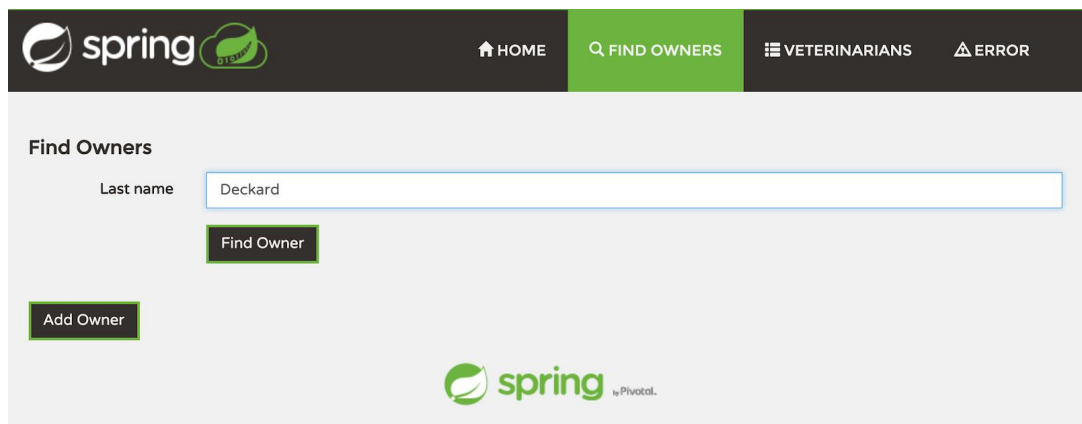 spring
HOME
FIND OWNERS
VETERINARIANS
ERROR
Find Owners
Last name
Deckard
Find Owner
Add Owner
spring by Pivotal.